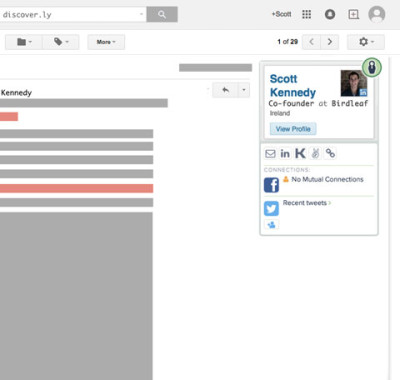 discover.ly
+Scott
More
1 of 29
Kennedy
Scott
Kennedy
Co-founder at Birdleaf
Ireland
View Profile
CONNECTIONS:
No Mutual Connections
Recent tweets ›